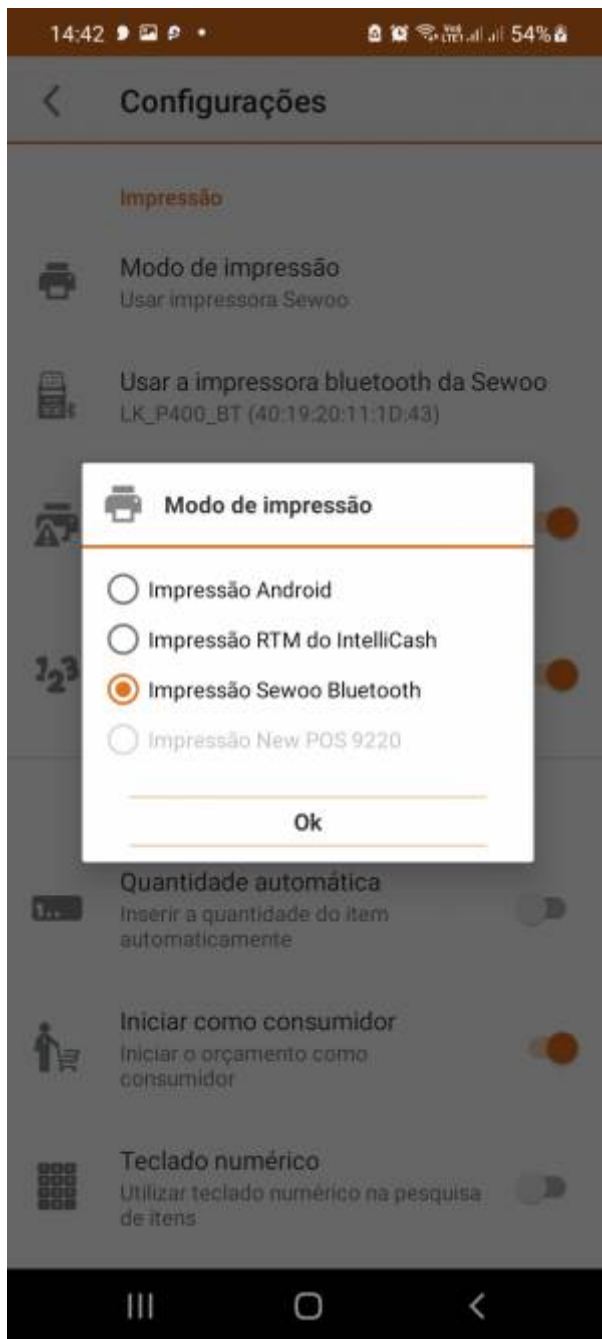 14:42
54%
Configurações
Impressão
Modo de impressão
Usar impressora Sewoo
Usar a impressora bluetooth da Sewoo
LK_P400_BT (40:19:20:11:1D:43)
Modo de impressão
Impressão Android
Impressão RTM do IntelliCash
123
Impressão Sewoo Bluetooth
Impressão New POS 9220
Ok
Quantidade automática
1...
Inserir a quantidade do item
automaticamente
Iniciar como consumidor
Iniciar o orçamento como
consumidor
Teclado numérico
Utilizar teclado numérico na pesquisa
de itens